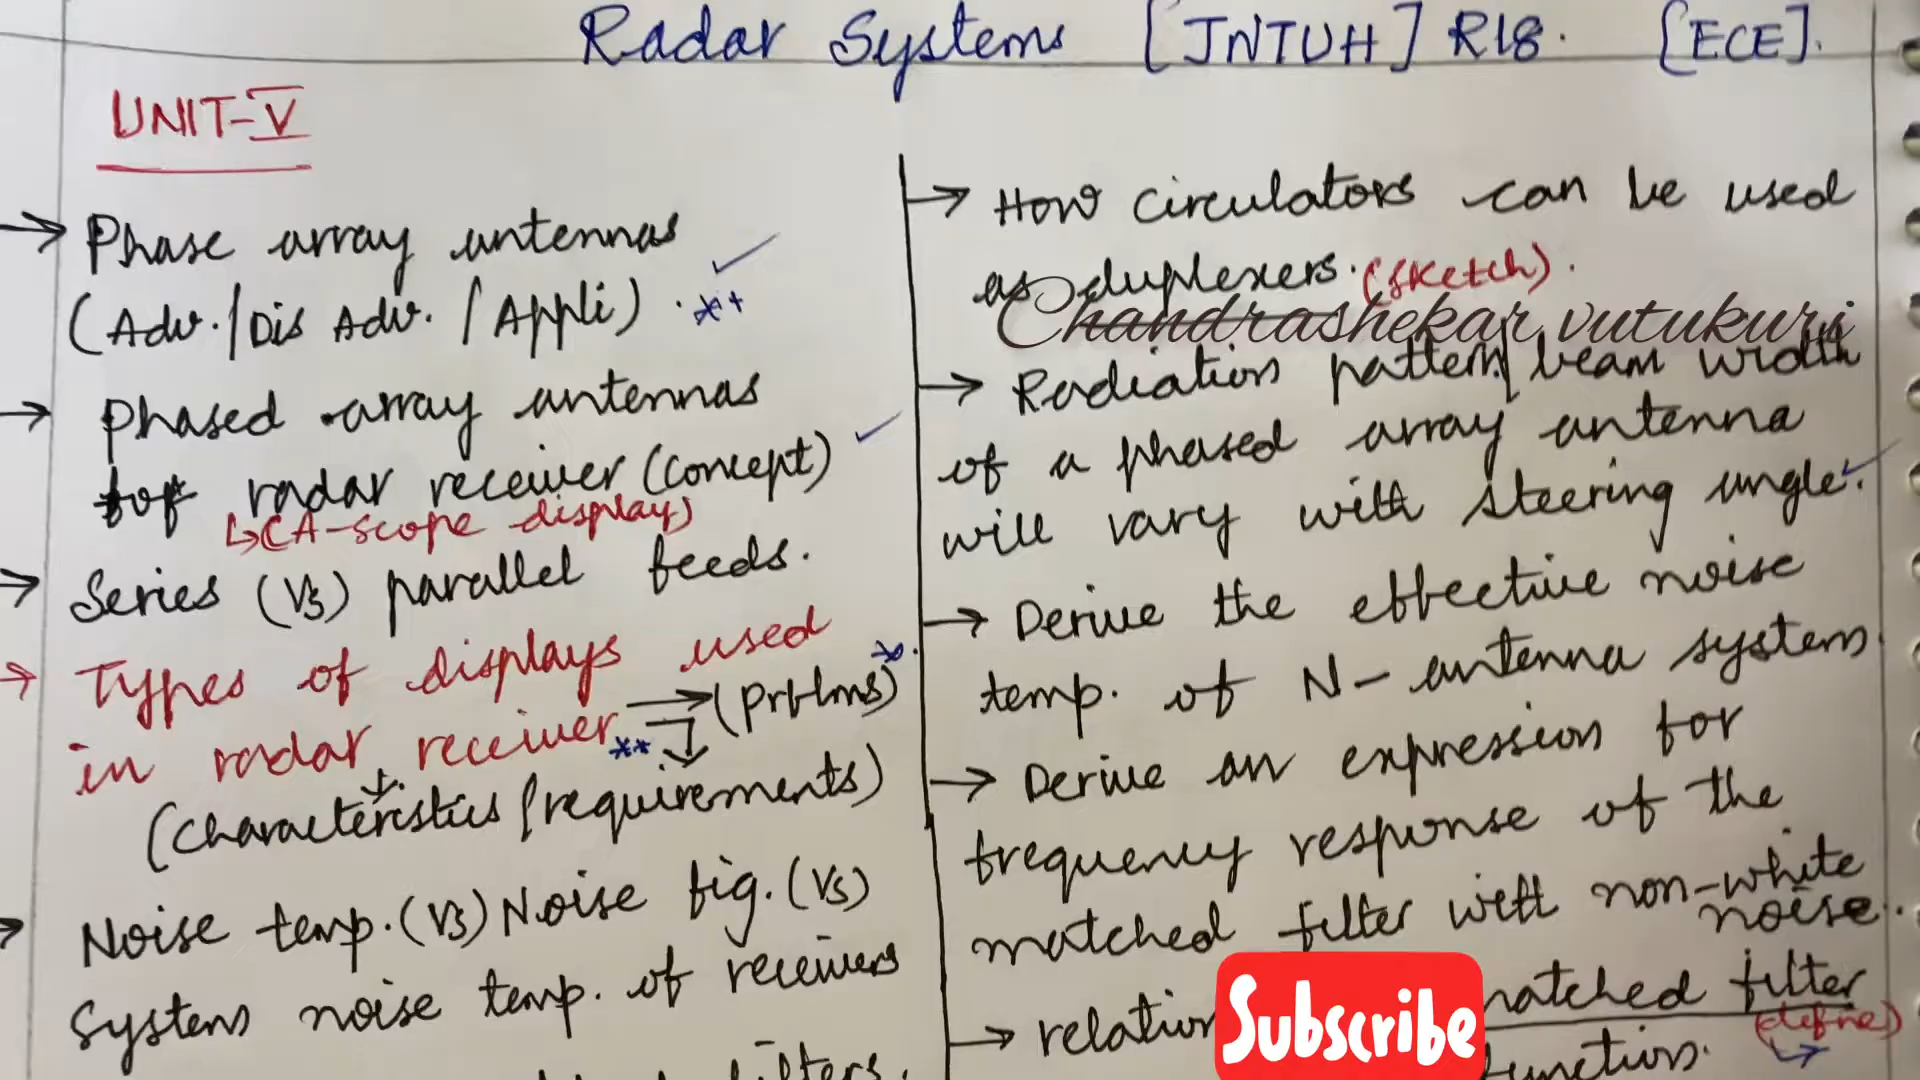 Radar Systems [JNTUH] R18. [ECE].
UNIT-V
→ Phase array antennas
(Adv./Dis Adv. /Appli) . **
→ Phased array antennas
for radar receiver (concept)
↳(A-scope display)
→ Series (Vs) parallel feeds.
→ Types of displays used
in radar receiver ** → (Prblms) *.
(characteristics / requirements)
→ Noise temp. (Vs) Noise fig. (Vs)
System noise temp. of receivers
filters.
→ How circulators can be used
as duplexers. (sketch).
Chandrashekar vutukuri
→ Radiation pattern/beam width
of a phased array antenna
will vary with steering angle.
→ Derive the effective noise
temp. of N-antenna system.
→ Derive an expression for
frequency response of the
matched filter with non-white
noise.
→ relation matched filter
(define)
function.
Subscribe